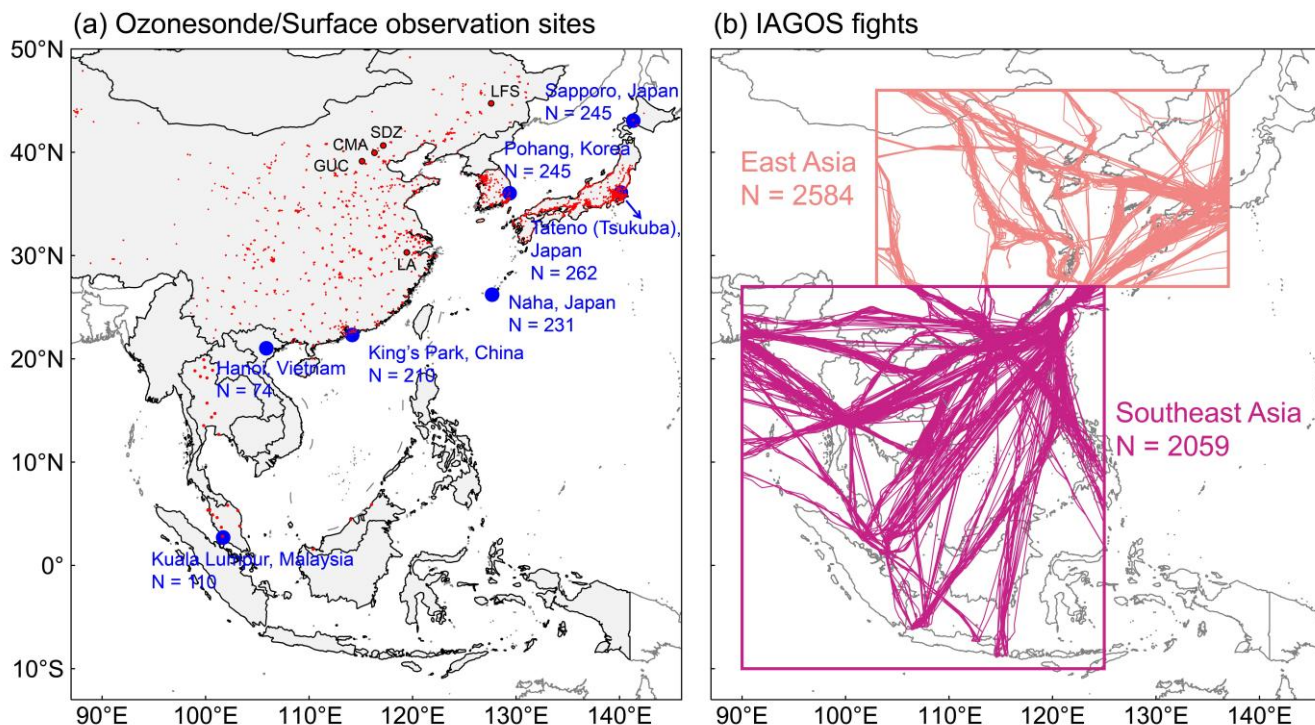 (a) Ozonesonde/Surface observation sites
50°N
40°N
30°N
20°N
10°N
0°
10°S
90°E
100°E
110°E
120°E
130°E
140°E
LFS
Sapporo, Japan
N = 245
SDZ
CMA
GUC
Pohang, Korea
N = 245
Tateno (Tsukuba),
Japan
N = 262
LA
Naha, Japan
N = 231
King's Park, China
N = 210
Hanoi, Vietnam
N = 74
Kuala Lumpur, Malaysia
N = 110
(b) IAGOS fights
East Asia
N = 2584
Southeast Asia
N = 2059
90°E
100°E
110°E
120°E
130°E
140°E